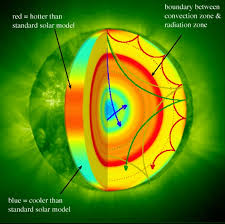 red = hotter than
standard solar model
boundary between
convection zone &
radiation zone
blue = cooler than
standard solar model